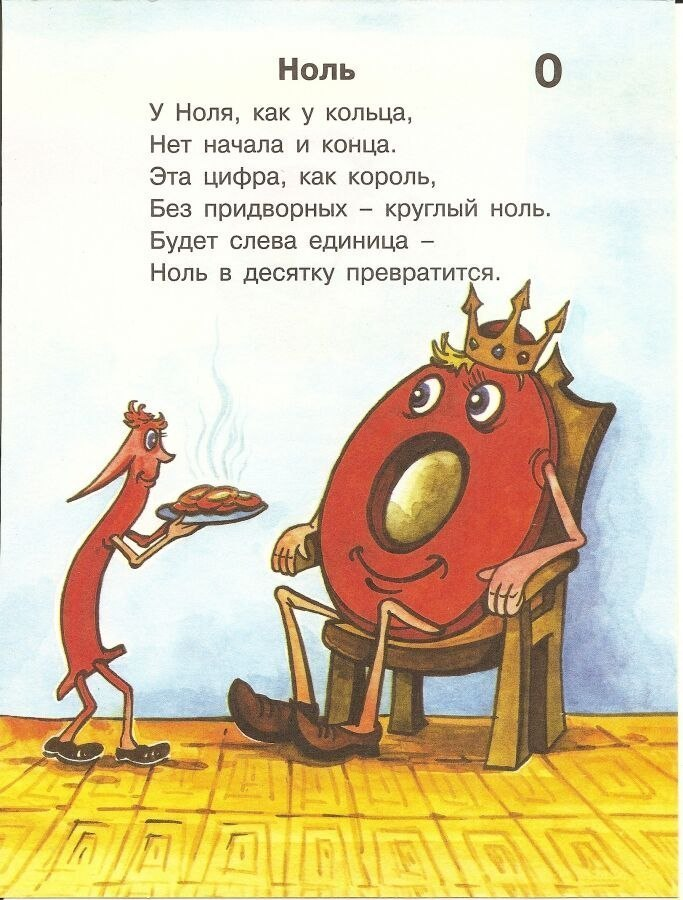 Ноль 0
У Ноля, как у кольца,
Нет начала и конца.
Эта цифра, как король,
Без придворных – круглый ноль.
Будет слева единица –
Ноль в десятку превратится.